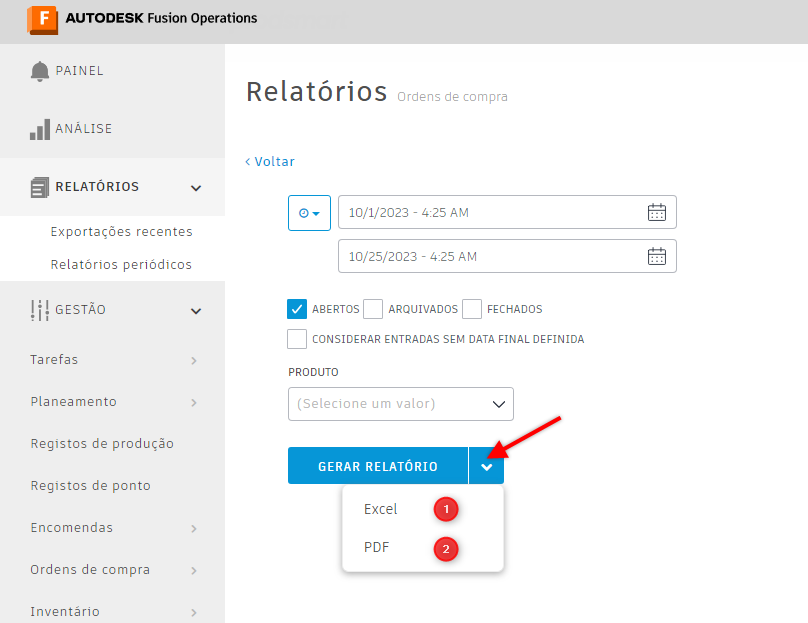 F AUTODESK Fusion Operations
PAINEL
ANÁLISE
RELATÓRIOS
Exportações recentes
Relatórios periódicos
GESTÃO
Tarefas
Planeamento
Registos de produção
Registos de ponto
Encomendas
Ordens de compra
Inventário
Relatórios Ordens de compra
Voltar
10/1/2023 - 4:25 AM
10/25/2023 - 4:25 AM
ABERTOS ARQUIVADOS FECHADOS
CONSIDERAR ENTRADAS SEM DATA FINAL DEFINIDA
PRODUTO
(Selecione um valor)
GERAR RELATÓRIO
Excel 1
PDF 2